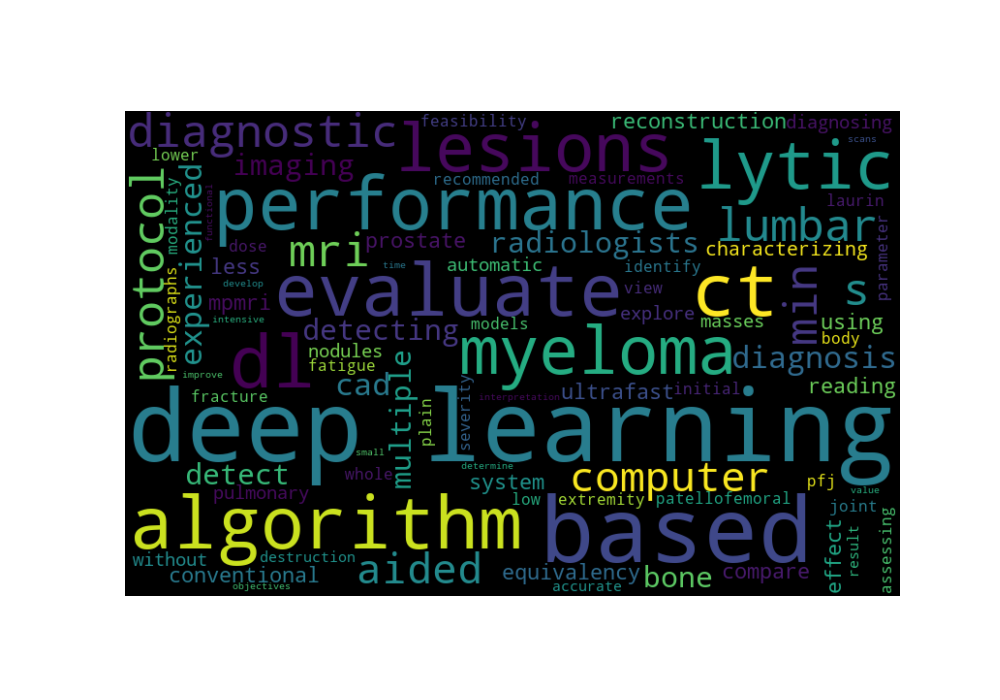 feasibility
reconstruction
diagnosing
diagnostic
lesions
scans
lower
imaging
lytic
recommended
measurements
performance
protocol
modality
experienced
functional
laurin
lumbar
dose
mri
prostate
radiologists
characterizing
parameter
less
time
automatic
identify
evaluate
ct
min
s
radiographs
develop
view
mpmri
explore
intensive
detecting
models
masses
using
body
dl
nodules
fatigue
myeloma
diagnosis
improve
cad
multiple
severity
ultrafast
initial
reading
fracture
plain
interpretation
deep learning
small
determine
detect
whole
system
computer
pfj
value
pulmonary
low
extremity
patellofemoral
joint
algorithm
based
effect
result
assessing
without
destruction
conventional
aided
equivalency
bone
compare
objectives
accurate